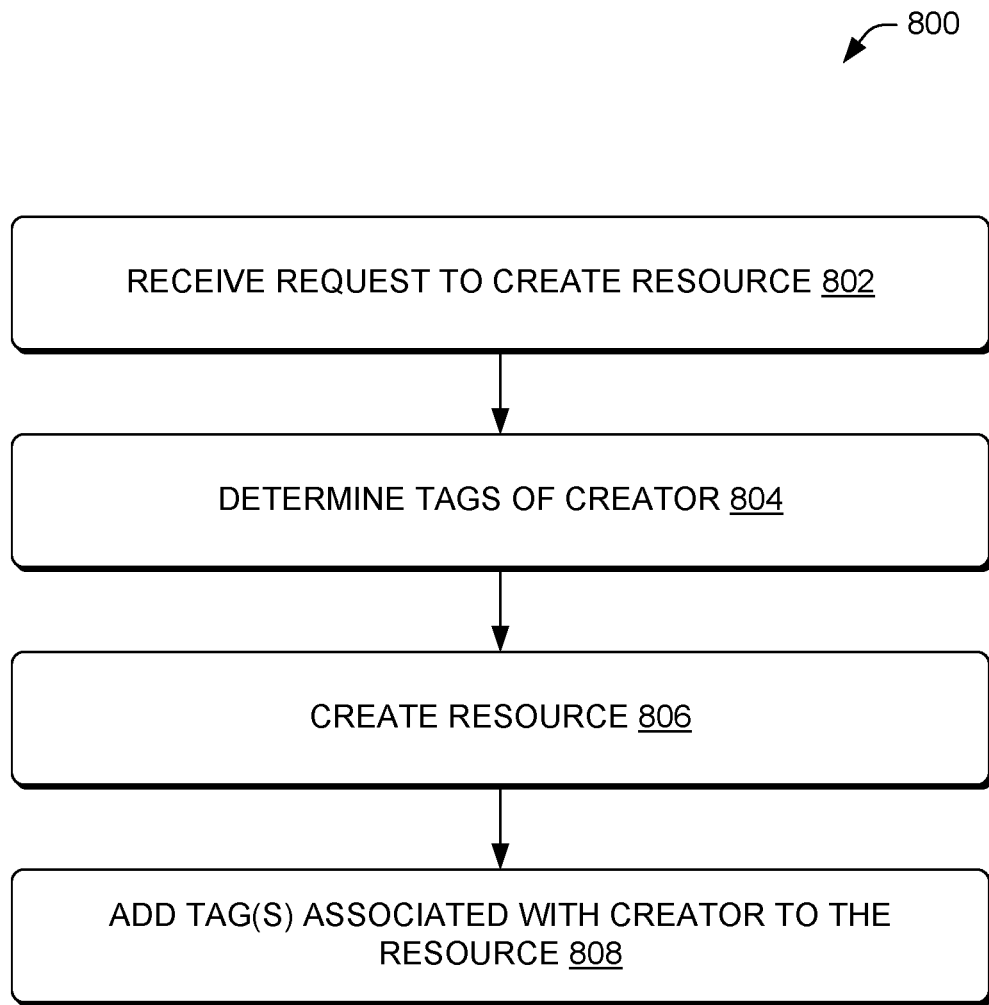 800
RECEIVE REQUEST TO CREATE RESOURCE 802
DETERMINE TAGS OF CREATOR 804
CREATE RESOURCE 806
ADD TAG(S) ASSOCIATED WITH CREATOR TO THE
RESOURCE 808